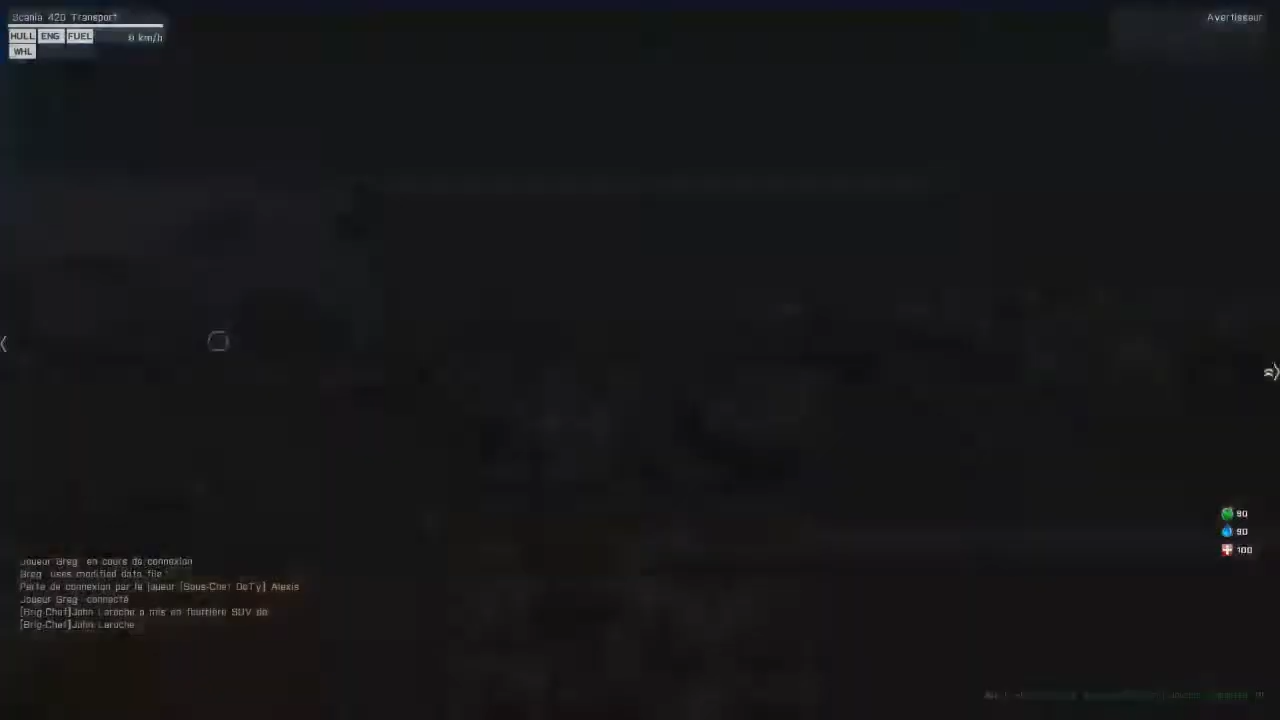 Scania 420 Transport
HULL ENG FUEL 0 km/h
WHL
Avertisseur
90
90
100
Joueur Greg en cours de connexion
Greg uses modified data file
Perte de connexion par le joueur [Sous-Chef DoTy] Alexis
Joueur Greg connecté
[Brig-Chef]John Laroche a mis en fourrière SUV de
[Brig-Chef]John Laroche